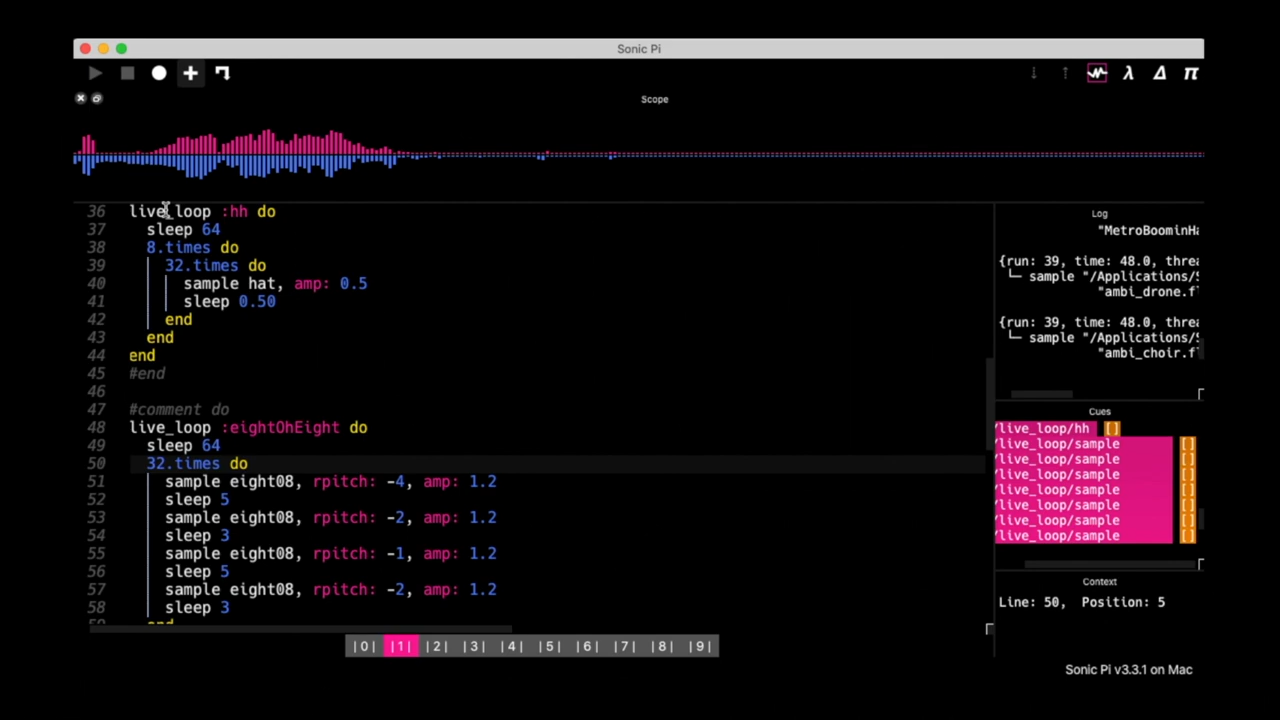 Sonic Pi
λ Δ π
Scope
36 live_loop :hh do
37 sleep 64
38 8.times do
39 32.times do
40 sample hat, amp: 0.5
41 sleep 0.50
42 end
43 end
44 end
45 #end
46
47 #comment do
48 live_loop :eightOhEight do
49 sleep 64
50 32.times do
51 sample eight08, rpitch: -4, amp: 1.2
52 sleep 5
53 sample eight08, rpitch: -2, amp: 1.2
54 sleep 3
55 sample eight08, rpitch: -1, amp: 1.2
56 sleep 5
57 sample eight08, rpitch: -2, amp: 1.2
58 sleep 3
Log
"MetroBoominHa
{run: 39, time: 48.0, threa
└─ sample "/Applications/S
"ambi_drone.fl
{run: 39, time: 48.0, threa
└─ sample "/Applications/S
"ambi_choir.fl
Cues
/live_loop/hh []
/live_loop/sample []
/live_loop/sample []
/live_loop/sample []
/live_loop/sample []
/live_loop/sample []
/live_loop/sample []
/live_loop/sample []
Context
Line: 50, Position: 5
|0| |1| |2| |3| |4| |5| |6| |7| |8| |9|
Sonic Pi v3.3.1 on Mac